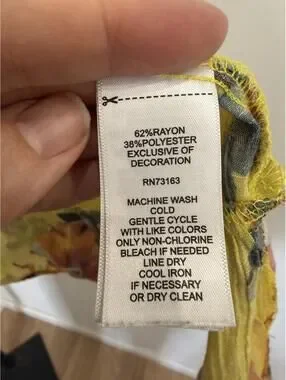 62%RAYON
38%POLYESTER
EXCLUSIVE OF
DECORATION
RN73163
MACHINE WASH
COLD
GENTLE CYCLE
WITH LIKE COLORS
ONLY NON-CHLORINE
BLEACH IF NEEDED
LINE DRY
COOL IRON
IF NECESSARY
OR DRY CLEAN